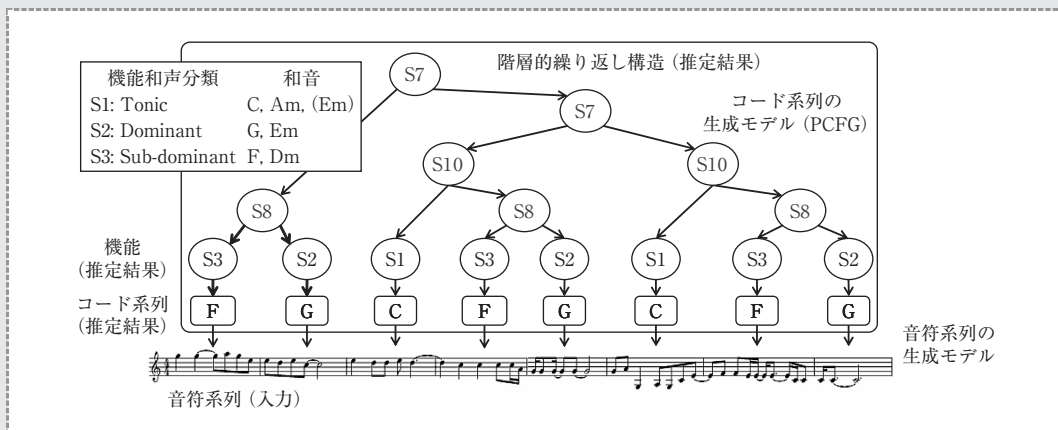 階層的繰り返し構造（推定結果）
コード系列の
生成モデル（PCFG）
機能和声分類 和音
S1: Tonic C, Am, (Em)
S2: Dominant G, Em
S3: Sub-dominant F, Dm
S7
S7
S10 S10
S8 S8 S8
機能
（推定結果）
S3 S2 S1 S3 S2 S1 S3 S2
コード系列
（推定結果）
F G C F G C F G
音符系列の
生成モデル
音符系列（入力）